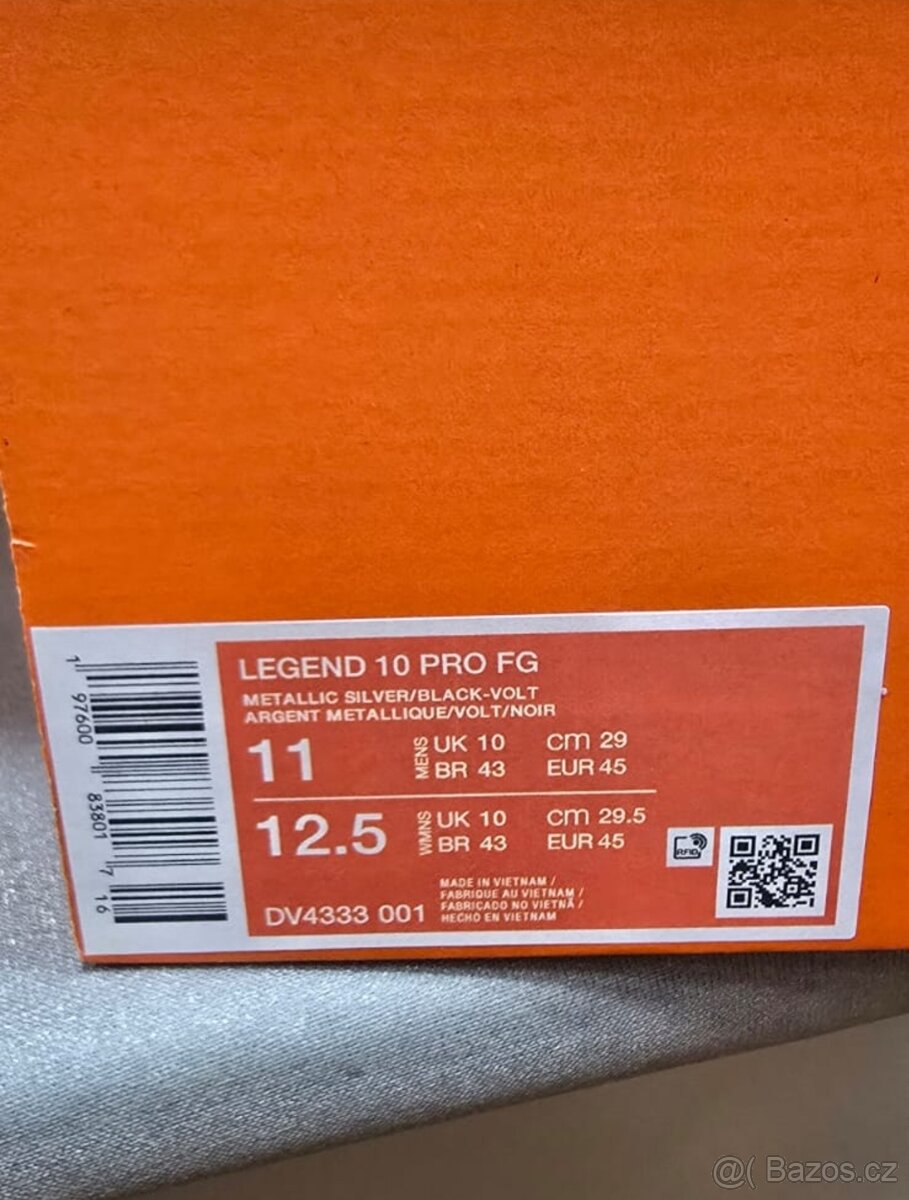 LEGEND 10 PRO FG
METALLIC SILVER/BLACK-VOLT
ARGENT METALLIQUE/VOLT/NOIR
11 MENS UK 10 CM 29
BR 43 EUR 45
12.5 WMNS UK 10 CM 29.5
BR 43 EUR 45
RFID
DV4333 001
MADE IN VIETNAM /
FABRIQUE AU VIETNAM /
FABRICADO NO VIETNÃ /
HECHO EN VIETNAM
1 97600 83801 7 16
@( Bazos.cz